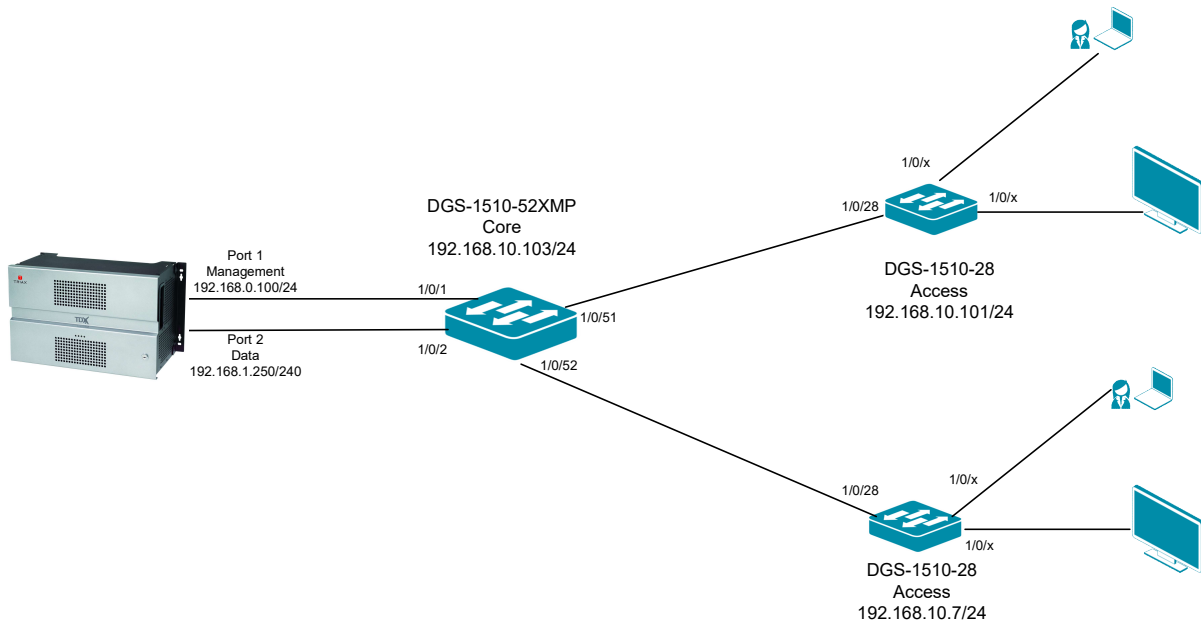 Port 1
Management
192.168.0.100/24
Port 2
Data
192.168.1.250/240
TRIAX
TDX
1/0/1
1/0/2
DGS-1510-52XMP
Core
192.168.10.103/24
1/0/51
1/0/52
1/0/x
1/0/28
1/0/x
DGS-1510-28
Access
192.168.10.101/24
1/0/x
1/0/28
1/0/x
DGS-1510-28
Access
192.168.10.7/24